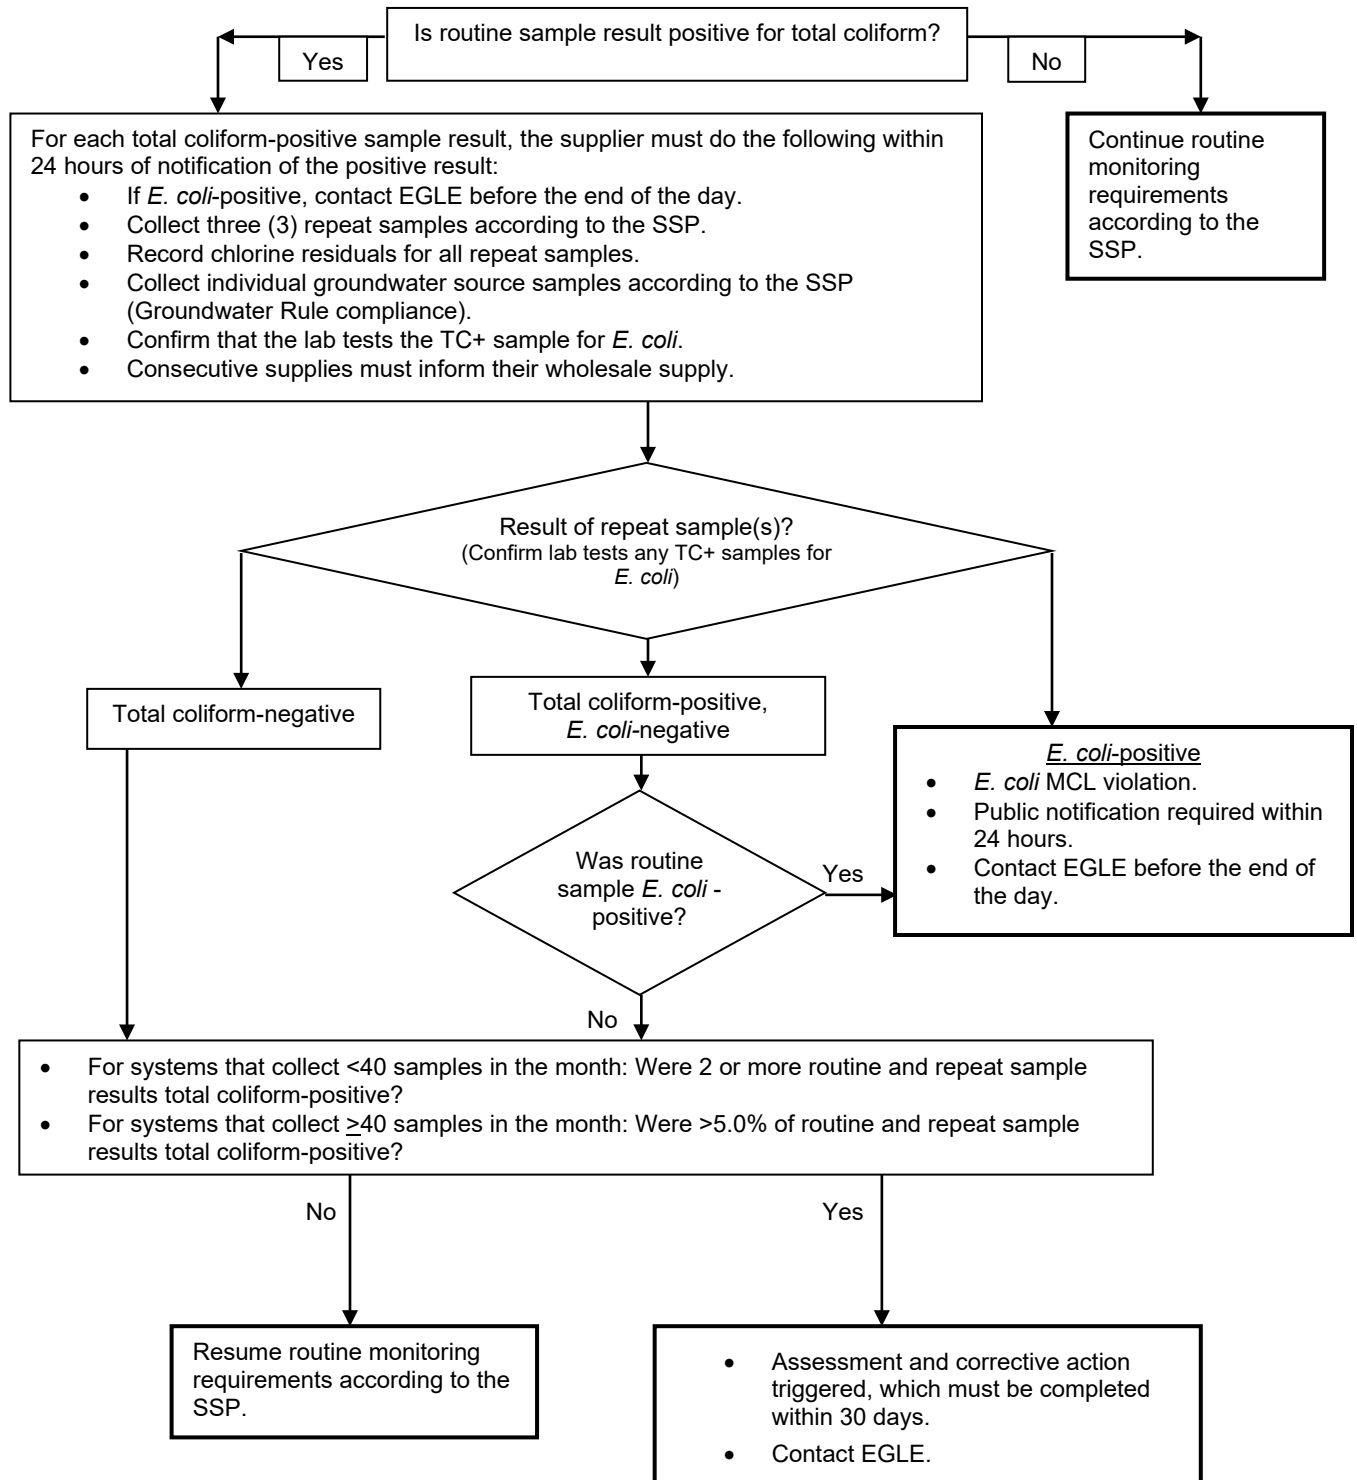 Is routine sample result positive for total coliform?
Yes
No
For each total coliform-positive sample result, the supplier must do the following within
24 hours of notification of the positive result:
• If E. coli-positive, contact EGLE before the end of the day.
• Collect three (3) repeat samples according to the SSP.
• Record chlorine residuals for all repeat samples.
• Collect individual groundwater source samples according to the SSP
(Groundwater Rule compliance).
• Confirm that the lab tests the TC+ sample for E. coli.
• Consecutive supplies must inform their wholesale supply.
Continue routine
monitoring
requirements
according to the
SSP.
Result of repeat sample(s)?
(Confirm lab tests any TC+ samples for
E. coli)
Total coliform-negative
Total coliform-positive,
E. coli-negative
E. coli-positive
• E. coli MCL violation.
• Public notification required within
24 hours.
• Contact EGLE before the end of
the day.
Was routine
sample E. coli -
positive?
Yes
No
• For systems that collect <40 samples in the month: Were 2 or more routine and repeat sample
results total coliform-positive?
• For systems that collect ≥40 samples in the month: Were >5.0% of routine and repeat sample
results total coliform-positive?
No
Yes
Resume routine monitoring
requirements according to the
SSP.
• Assessment and corrective action
triggered, which must be completed
within 30 days.
• Contact EGLE.